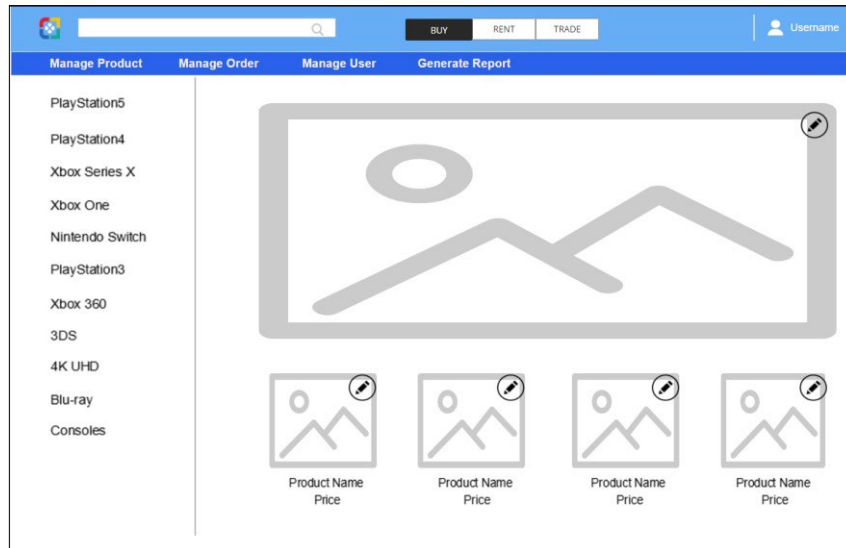 BUY RENT TRADE Username
Manage Product Manage Order Manage User Generate Report
PlayStation5
PlayStation4
Xbox Series X
Xbox One
Nintendo Switch
PlayStation3
Xbox 360
3DS
4K UHD
Blu-ray
Consoles
Product Name Product Name Product Name Product Name
Price Price Price Price